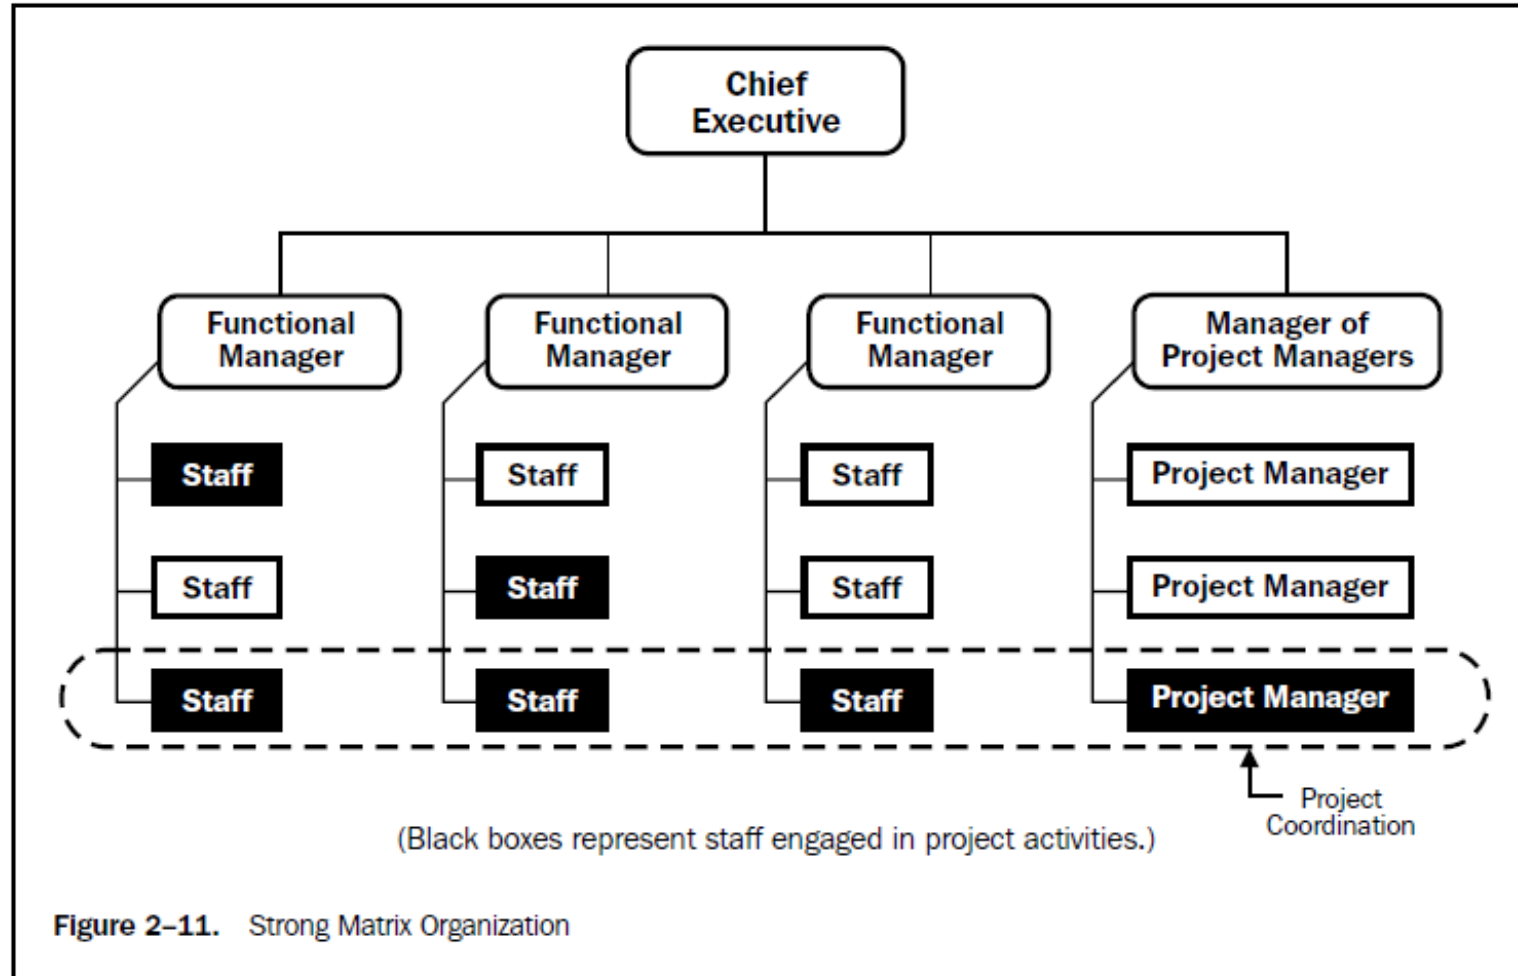 Chief
Executive
Functional
Manager
Functional
Manager
Functional
Manager
Manager of
Project Managers
Staff
Staff
Staff
Project Manager
Staff
Staff
Staff
Project Manager
Staff
Staff
Staff
Project Manager
Project
Coordination
(Black boxes represent staff engaged in project activities.)
Figure 2–11. Strong Matrix Organization